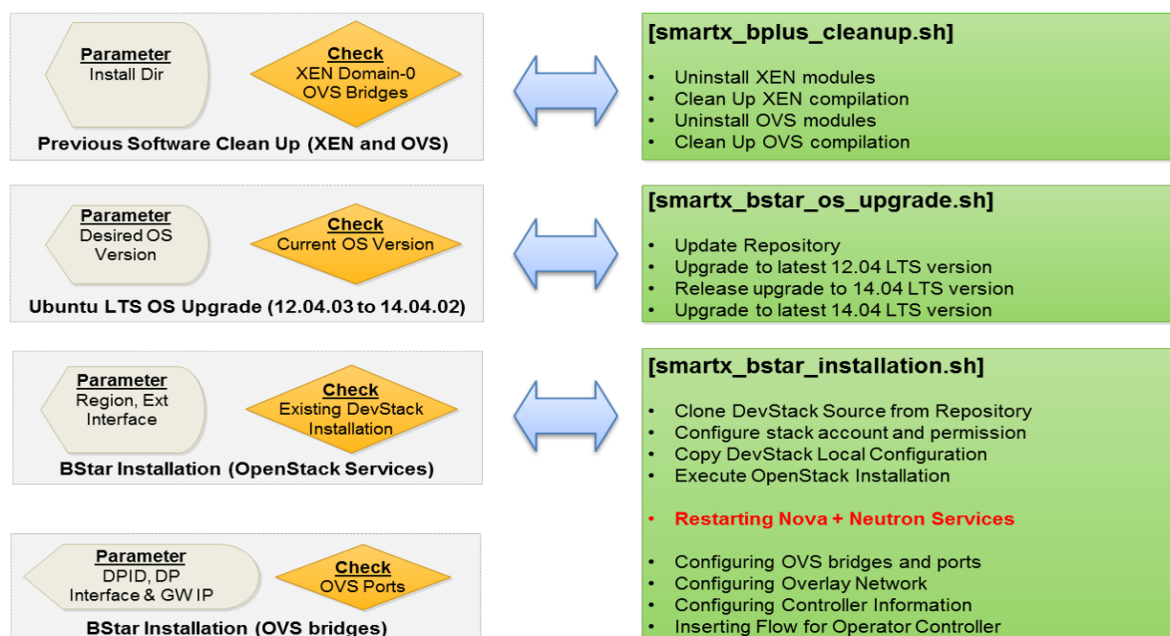 Parameter
Install Dir
Check
XEN Domain-0
OVS Bridges
Previous Software Clean Up (XEN and OVS)
[smartx_bplus_cleanup.sh]
• Uninstall XEN modules
• Clean Up XEN compilation
• Uninstall OVS modules
• Clean Up OVS compilation
Parameter
Desired OS
Version
Check
Current OS Version
Ubuntu LTS OS Upgrade (12.04.03 to 14.04.02)
[smartx_bstar_os_upgrade.sh]
• Update Repository
• Upgrade to latest 12.04 LTS version
• Release upgrade to 14.04 LTS version
• Upgrade to latest 14.04 LTS version
Parameter
Region, Ext
Interface
Check
Existing DevStack
Installation
BStar Installation (OpenStack Services)
[smartx_bstar_installation.sh]
• Clone DevStack Source from Repository
• Configure stack account and permission
• Copy DevStack Local Configuration
• Execute OpenStack Installation
• Restarting Nova + Neutron Services
Parameter
DPID, DP
Interface & GW IP
Check
OVS Ports
BStar Installation (OVS bridges)
• Configuring OVS bridges and ports
• Configuring Overlay Network
• Configuring Controller Information
• Inserting Flow for Operator Controller